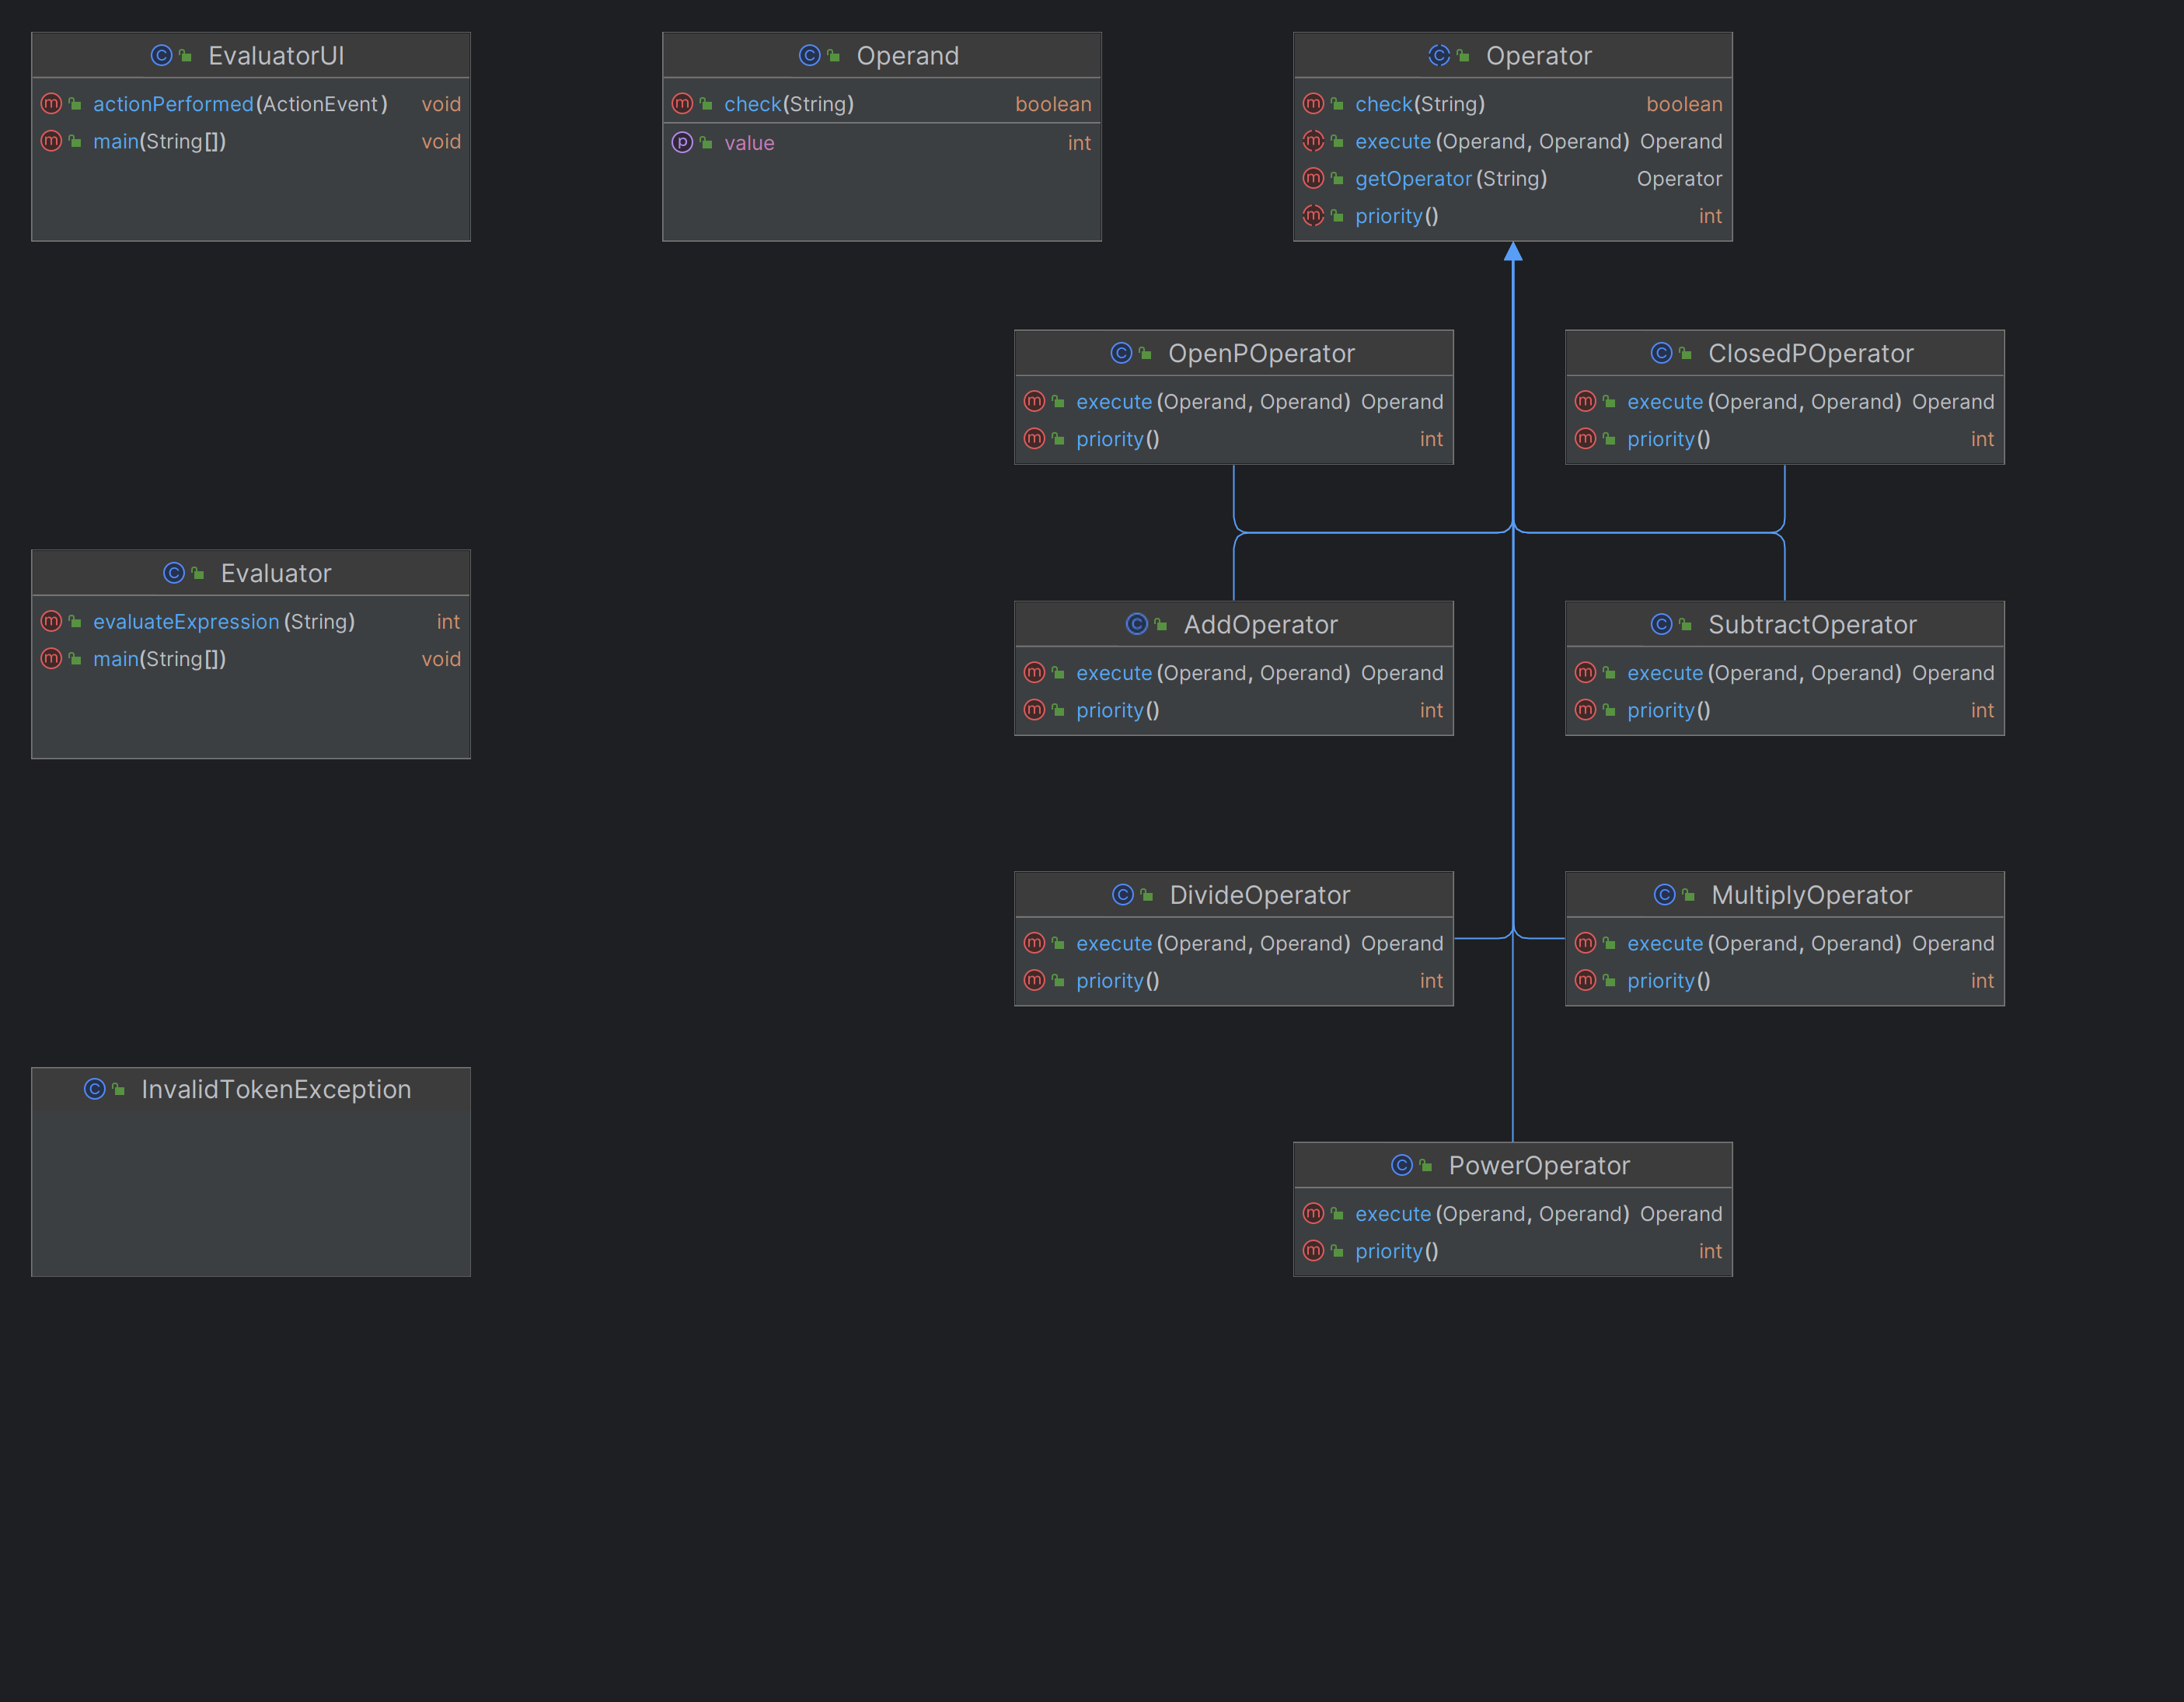 EvaluatorUI
actionPerformed(ActionEvent) void
main(String[]) void
Operand
check(String) boolean
value int
Operator
check(String) boolean
execute(Operand, Operand) Operand
getOperator(String) Operator
priority() int
OpenPOperator
execute(Operand, Operand) Operand
priority() int
ClosedPOperator
execute(Operand, Operand) Operand
priority() int
Evaluator
evaluateExpression(String) int
main(String[]) void
AddOperator
execute(Operand, Operand) Operand
priority() int
SubtractOperator
execute(Operand, Operand) Operand
priority() int
DivideOperator
execute(Operand, Operand) Operand
priority() int
MultiplyOperator
execute(Operand, Operand) Operand
priority() int
InvalidTokenException
PowerOperator
execute(Operand, Operand) Operand
priority() int